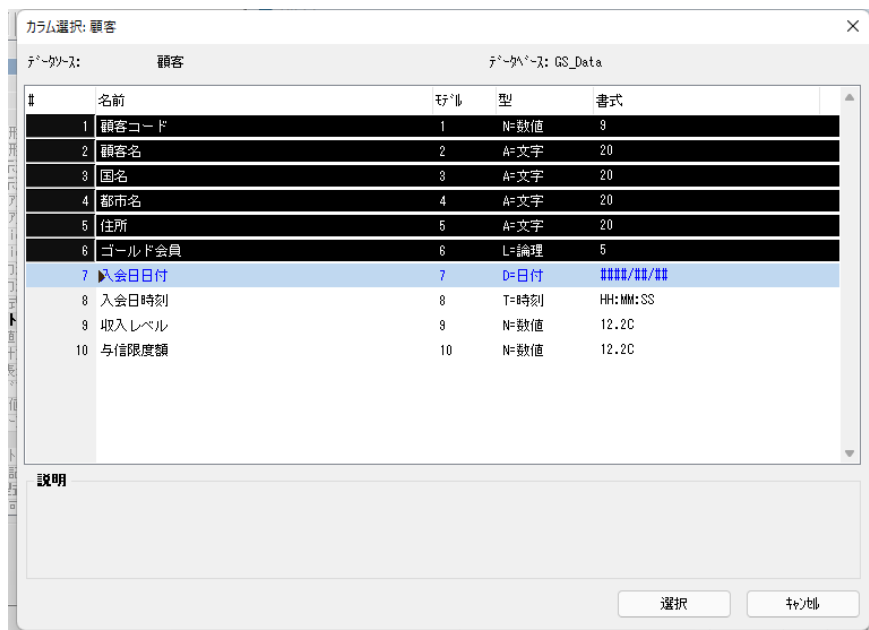 カラム選択: 顧客
ﾃﾞｰﾀｿｰｽ: 顧客 ﾃﾞｰﾀﾍﾞｰｽ: GS_Data
# 名前 ﾓﾃﾞﾙ 型 書式
1 顧客コード 1 N=数値 9
2 顧客名 2 A=文字 20
3 国名 3 A=文字 20
4 都市名 4 A=文字 20
5 住所 5 A=文字 20
6 ゴールド会員 6 L=論理 5
7 入会日日付 7 D=日付 ####/##/##
8 入会日時刻 8 T=時刻 HH:MM:SS
9 収入レベル 9 N=数値 12.2C
10 与信限度額 10 N=数値 12.2C
説明
選択 ｷｬﾝｾﾙ